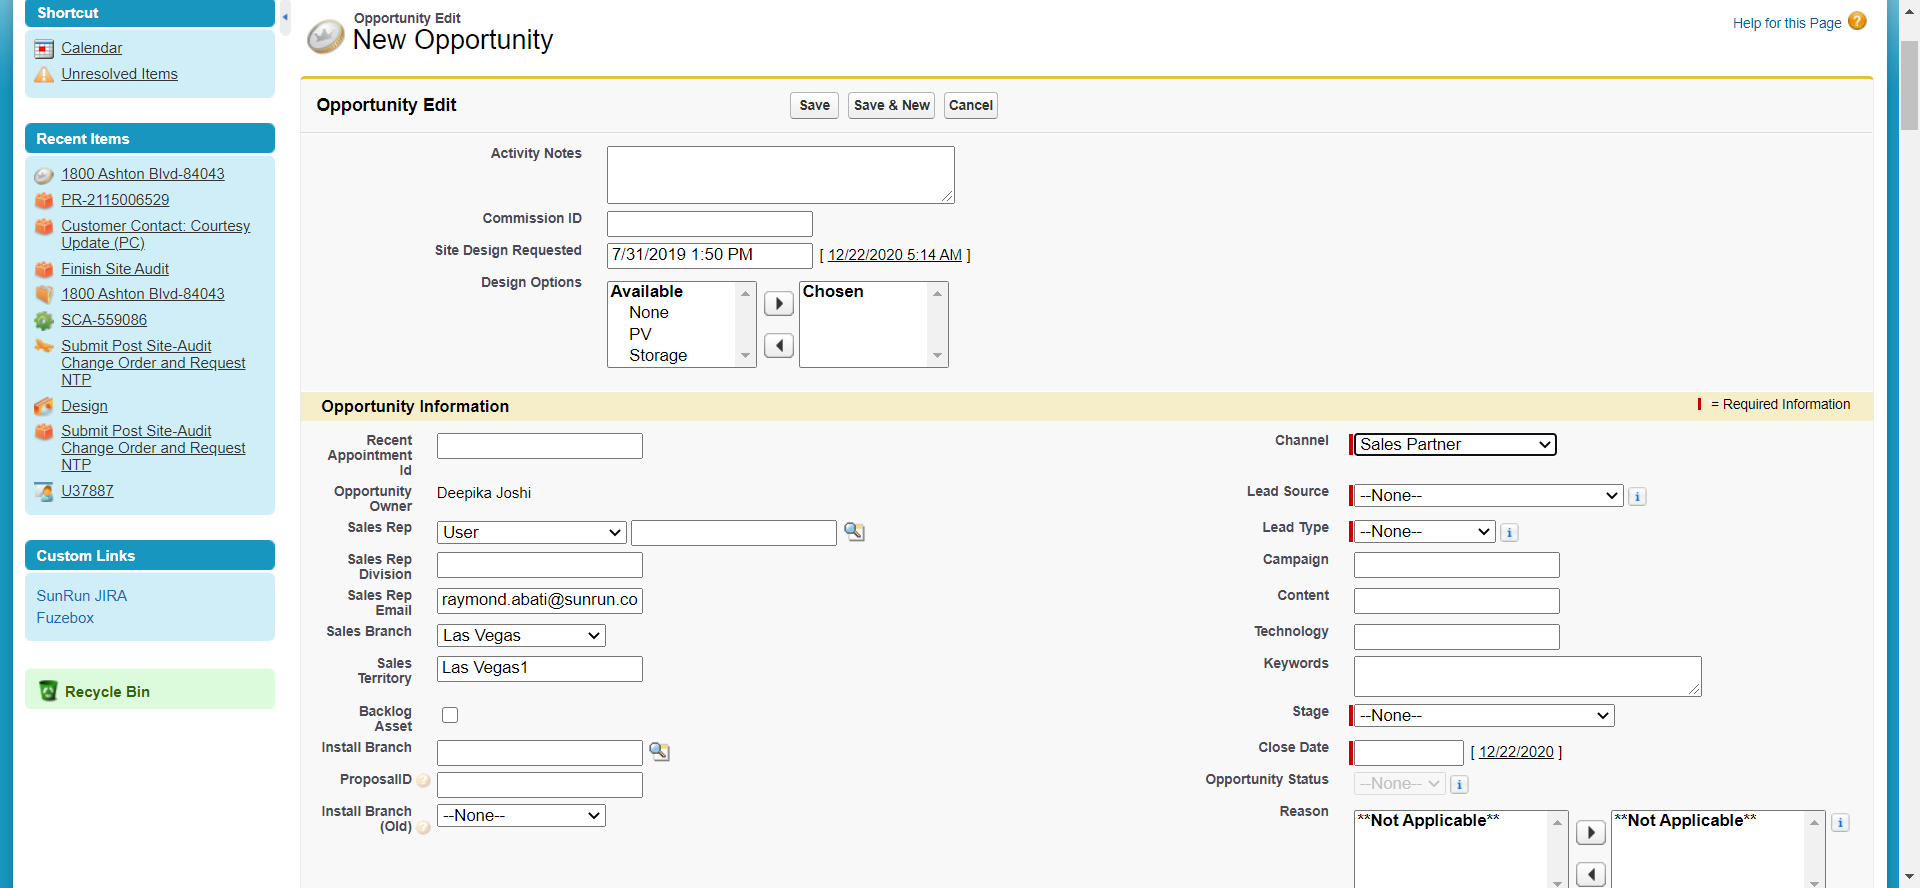 Shortcut
Calendar
Unresolved Items
Recent Items
1800 Ashton Blvd-84043
PR-2115006529
Customer Contact: Courtesy
Update (PC)
Finish Site Audit
1800 Ashton Blvd-84043
SCA-559086
Submit Post Site-Audit
Change Order and Request
NTP
Design
Submit Post Site-Audit
Change Order and Request
NTP
U37887
Custom Links
SunRun JIRA
Fuzebox
Recycle Bin
Opportunity Edit
New Opportunity
Help for this Page ?
Opportunity Edit
Save
Save & New
Cancel
Activity Notes
Commission ID
Site Design Requested
7/31/2019 1:50 PM
[ 12/22/2020 5:14 AM ]
Design Options
Available
None
PV
Storage
Chosen
Opportunity Information
= Required Information
Recent
Appointment
Id
Opportunity
Owner
Deepika Joshi
Sales Rep
User
Sales Rep
Division
Sales Rep
Email
raymond.abati@sunrun.co
Sales Branch
Las Vegas
Sales
Territory
Las Vegas1
Backlog
Asset
Install Branch
ProposalID ?
Install Branch
(Old) ?
--None--
Channel
Sales Partner
Lead Source
--None--
i
Lead Type
--None--
i
Campaign
Content
Technology
Keywords
Stage
--None--
Close Date
[ 12/22/2020 ]
Opportunity Status
--None--
i
Reason
**Not Applicable**
**Not Applicable**
i